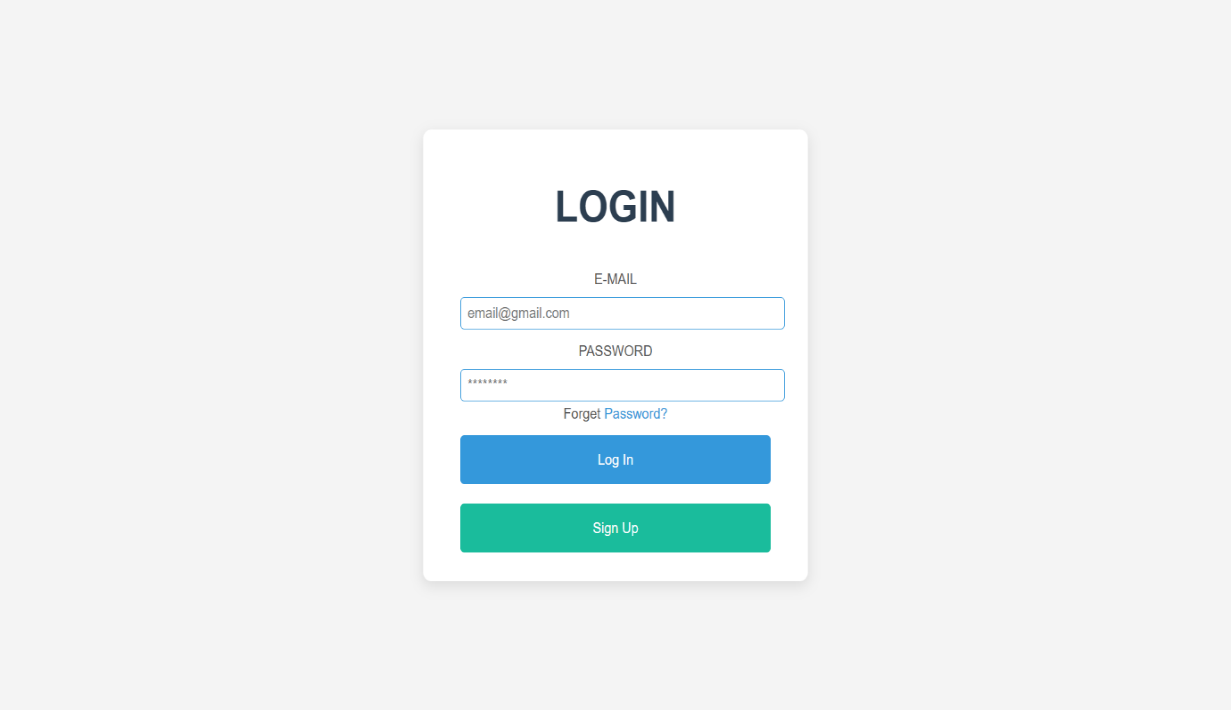 LOGIN
E-MAIL
email@gmail.com
PASSWORD
********
Forget Password?
Log In
Sign Up